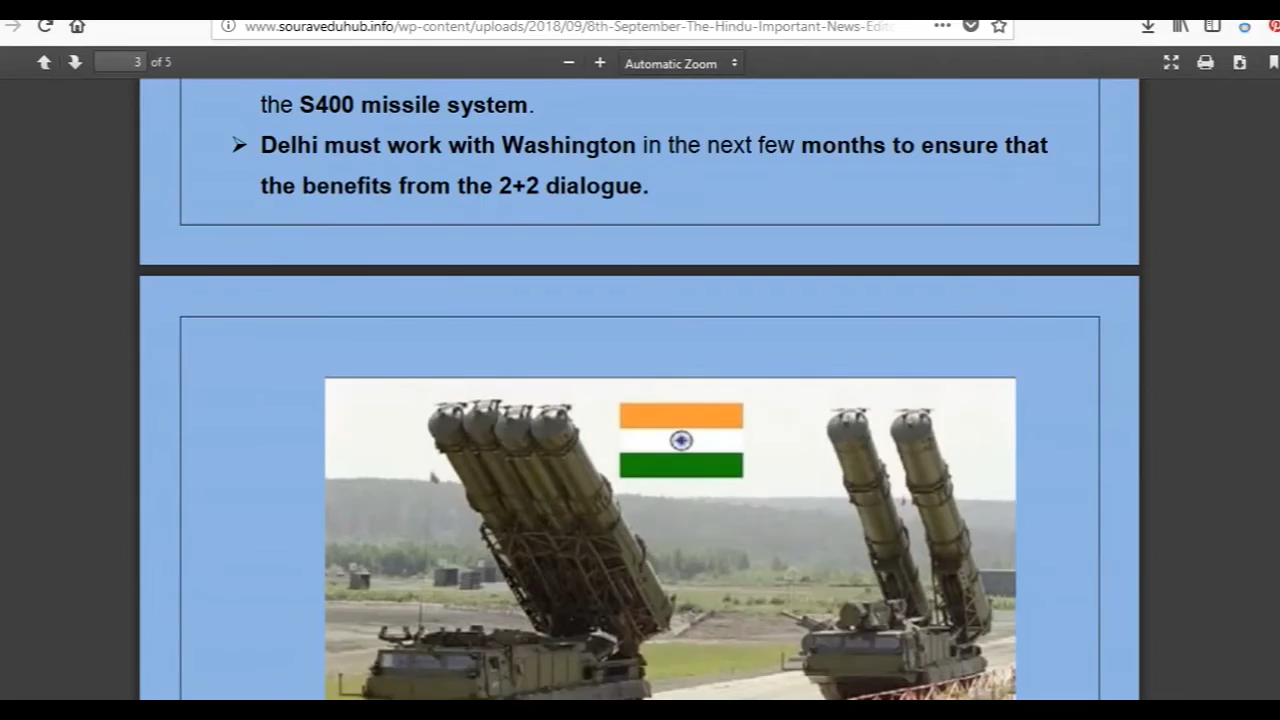 www.souraveduhub.info/wp-content/uploads/2018/09/8th-September-The-Hindu-Important-News-Edit
3 of 5
Automatic Zoom
the S400 missile system.
➢ Delhi must work with Washington in the next few months to ensure that
the benefits from the 2+2 dialogue.